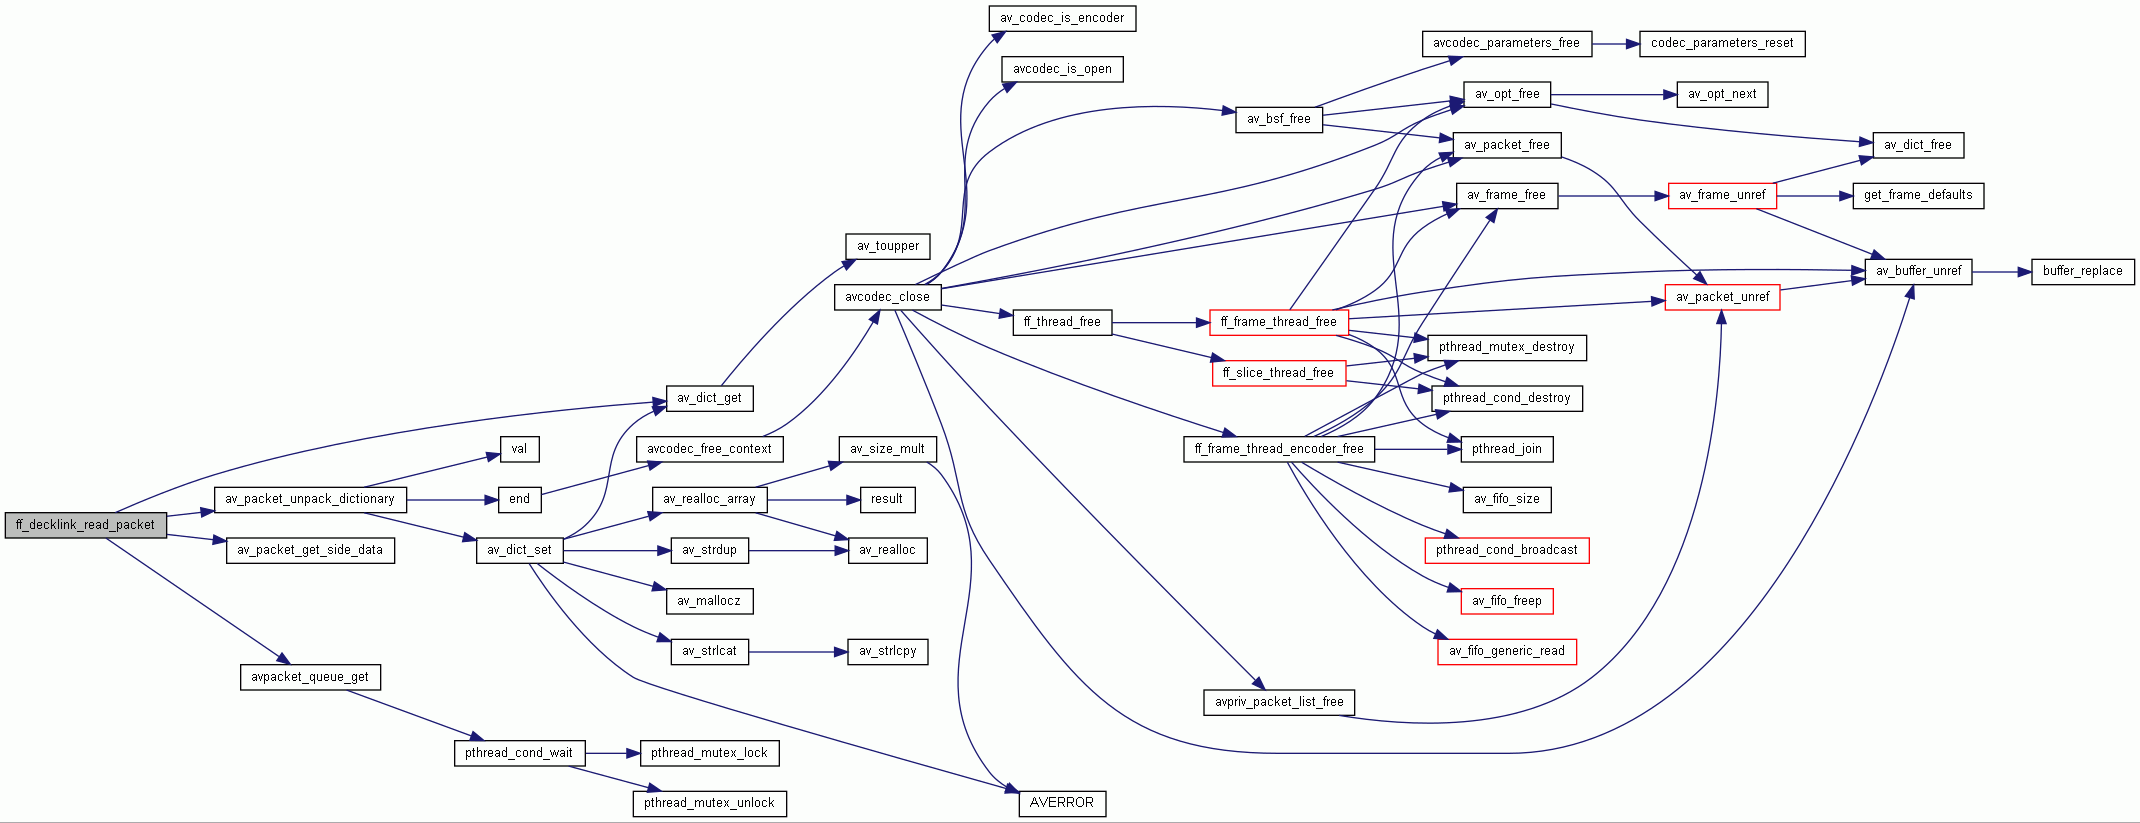 av_codec_is_encoder
avcodec_parameters_free
codec_parameters_reset
avcodec_is_open
av_opt_free
av_opt_next
av_bsf_free
av_packet_free
av_dict_free
av_frame_free
av_frame_unref
get_frame_defaults
av_toupper
av_buffer_unref
buffer_replace
avcodec_close
av_packet_unref
ff_thread_free
ff_frame_thread_free
pthread_mutex_destroy
ff_slice_thread_free
av_dict_get
pthread_cond_destroy
val
avcodec_free_context
av_size_mult
ff_frame_thread_encoder_free
pthread_join
av_packet_unpack_dictionary
end
av_realloc_array
result
av_fifo_size
ff_decklink_read_packet
av_packet_get_side_data
av_dict_set
av_strdup
av_realloc
pthread_cond_broadcast
av_mallocz
av_fifo_freep
av_strlcat
av_strlcpy
av_fifo_generic_read
avpacket_queue_get
avpriv_packet_list_free
pthread_cond_wait
pthread_mutex_lock
pthread_mutex_unlock
AVERROR